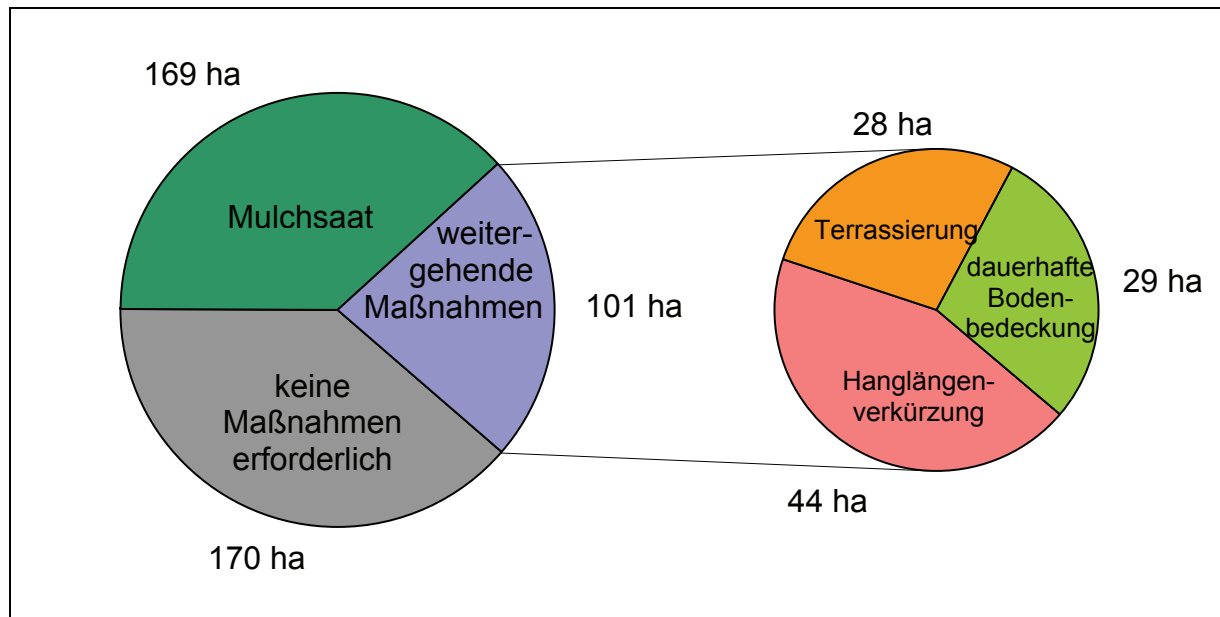 169 ha
Mulchsaat
weiter-
gehende
Maßnahmen
101 ha
keine
Maßnahmen
erforderlich
170 ha
28 ha
Terrassierung
dauerhafte
Boden-
bedeckung
29 ha
Hanglängen-
verkürzung
44 ha